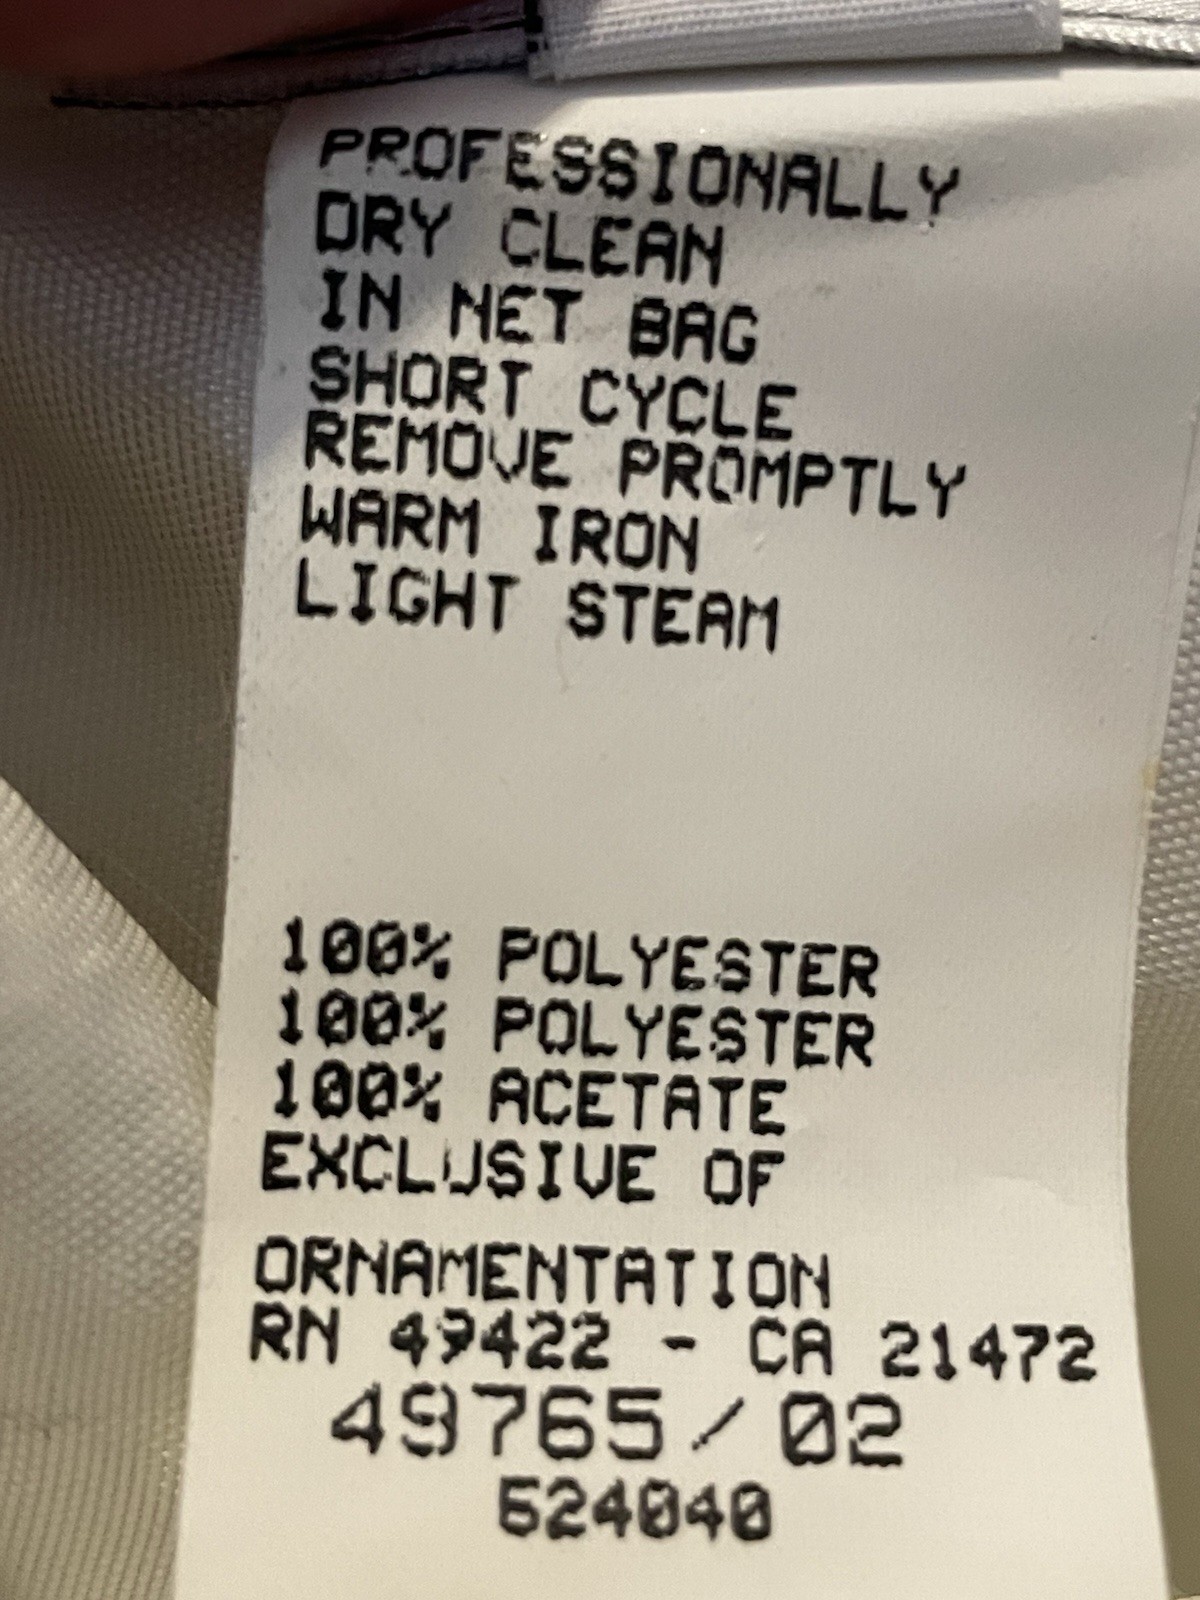 PROFESSIONALLY
DRY CLEAN
IN NET BAG
SHORT CYCLE
REMOVE PROMPTLY
WARM IRON
LIGHT STEAM
100% POLYESTER
100% POLYESTER
100% ACETATE
EXCLUSIVE OF
ORNAMENTATION
RN 49422 - CA 21472
49765/02
624040